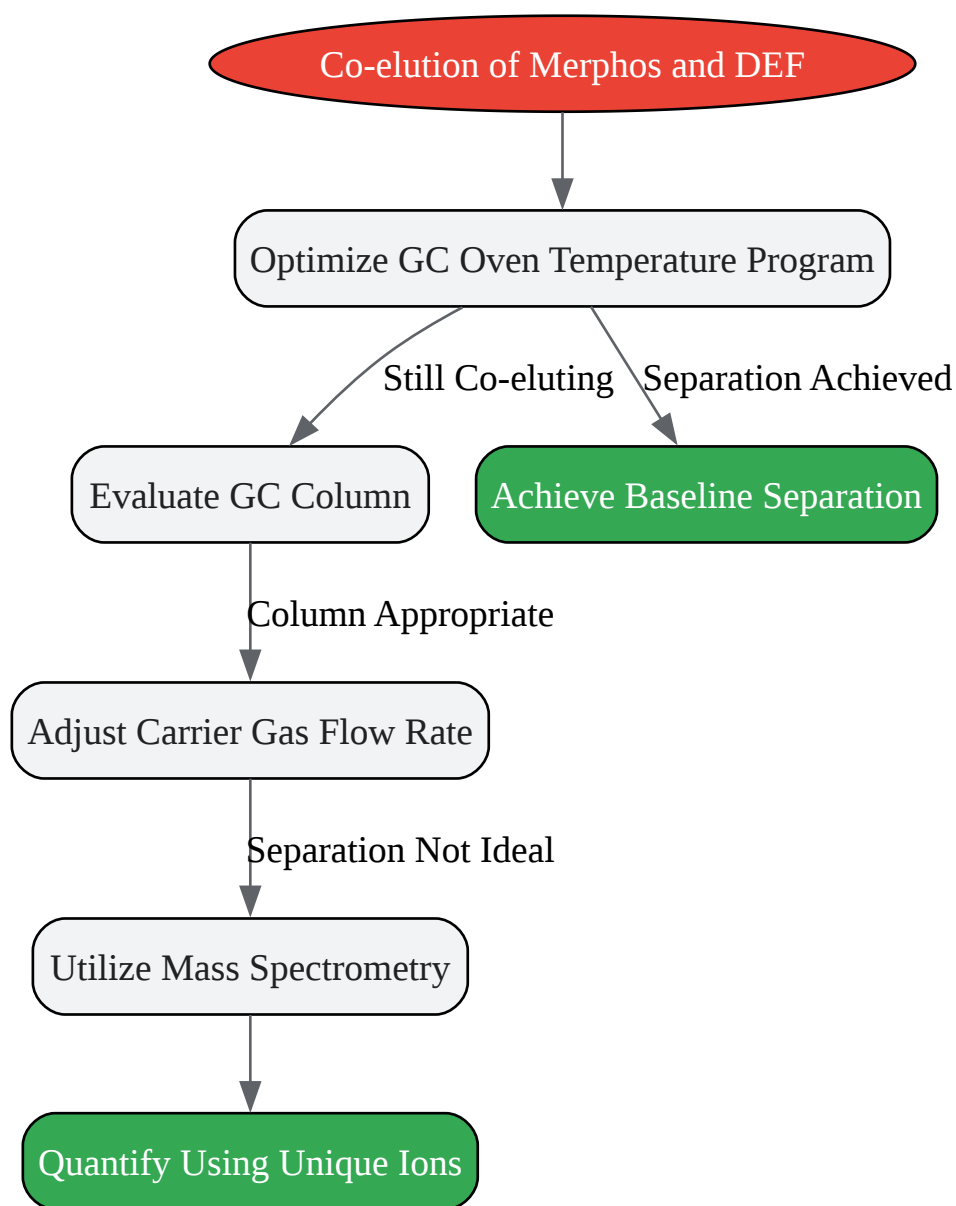 Co-elution of Merphos and DEF
Optimize GC Oven Temperature Program
Still Co-eluting
Separation Achieved
Evaluate GC Column
Achieve Baseline Separation
Column Appropriate
Adjust Carrier Gas Flow Rate
Separation Not Ideal
Utilize Mass Spectrometry
Quantify Using Unique Ions